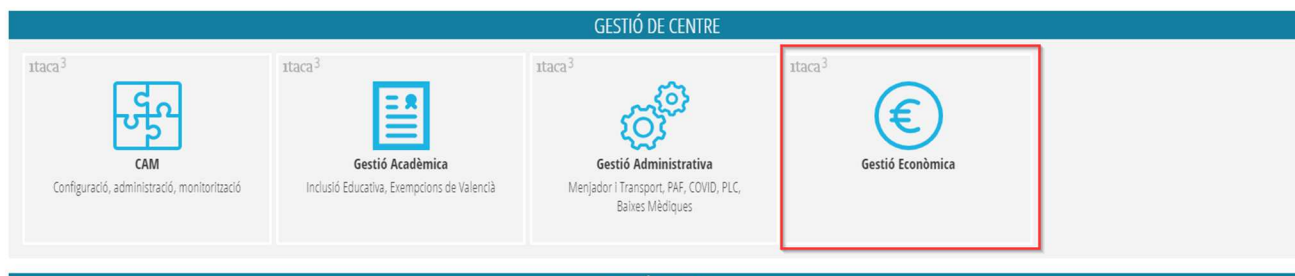 GESTIÓ DE CENTRE
ıtaca³
ıtaca³
ıtaca³
ıtaca³
CAM
Gestió Acadèmica
Gestió Administrativa
Gestió Econòmica
Configuració, administració, monitorització
Inclusió Educativa, Exempcions de Valencià
Menjador i Transport, PAF, COVID, PLC,
Baixes Mèdiques